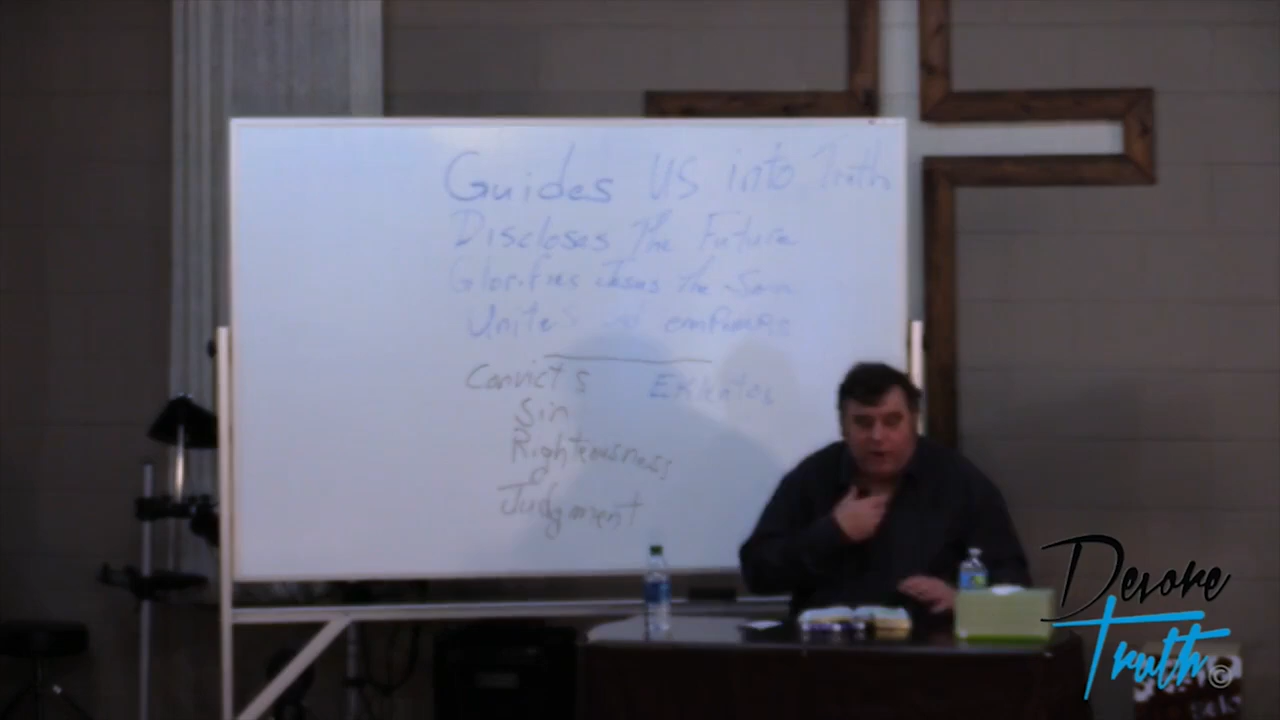 Guides US into Truth
Discloses The Future
Glorifies Jesus the Son
Unites
Convicts
Sin
Righteousness
Judgment
Devore
Truth
©